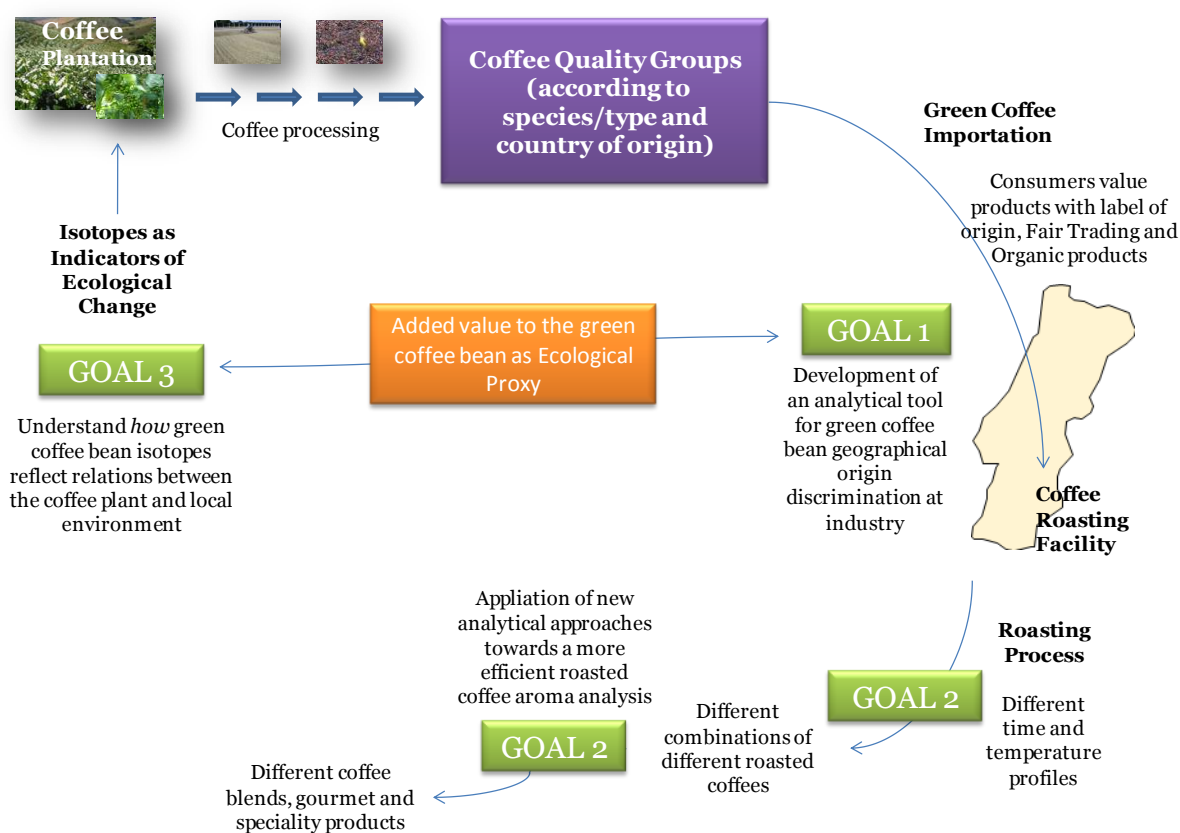 Coffee
Plantation
Coffee processing
Coffee Quality Groups
(according to
species/type and
country of origin)
Green Coffee
Importation
Consumers value
products with label of
origin, Fair Trading and
Organic products
Isotopes as
Indicators of
Ecological
Change
Added value to the green
coffee bean as Ecological
Proxy
GOAL 1
Development of
an analytical tool
for green coffee
bean geographical
origin
discrimination at
industry
GOAL 3
Understand how green
coffee bean isotopes
reflect relations between
the coffee plant and local
environment
Coffee
Roasting
Facility
Roasting
Process
Different
time and
temperature
profiles
GOAL 2
Different
combinations of
different roasted
coffees
Appliation of new
analytical approaches
towards a more
efficient roasted
coffee aroma analysis
GOAL 2
Different coffee
blends, gourmet and
speciality products